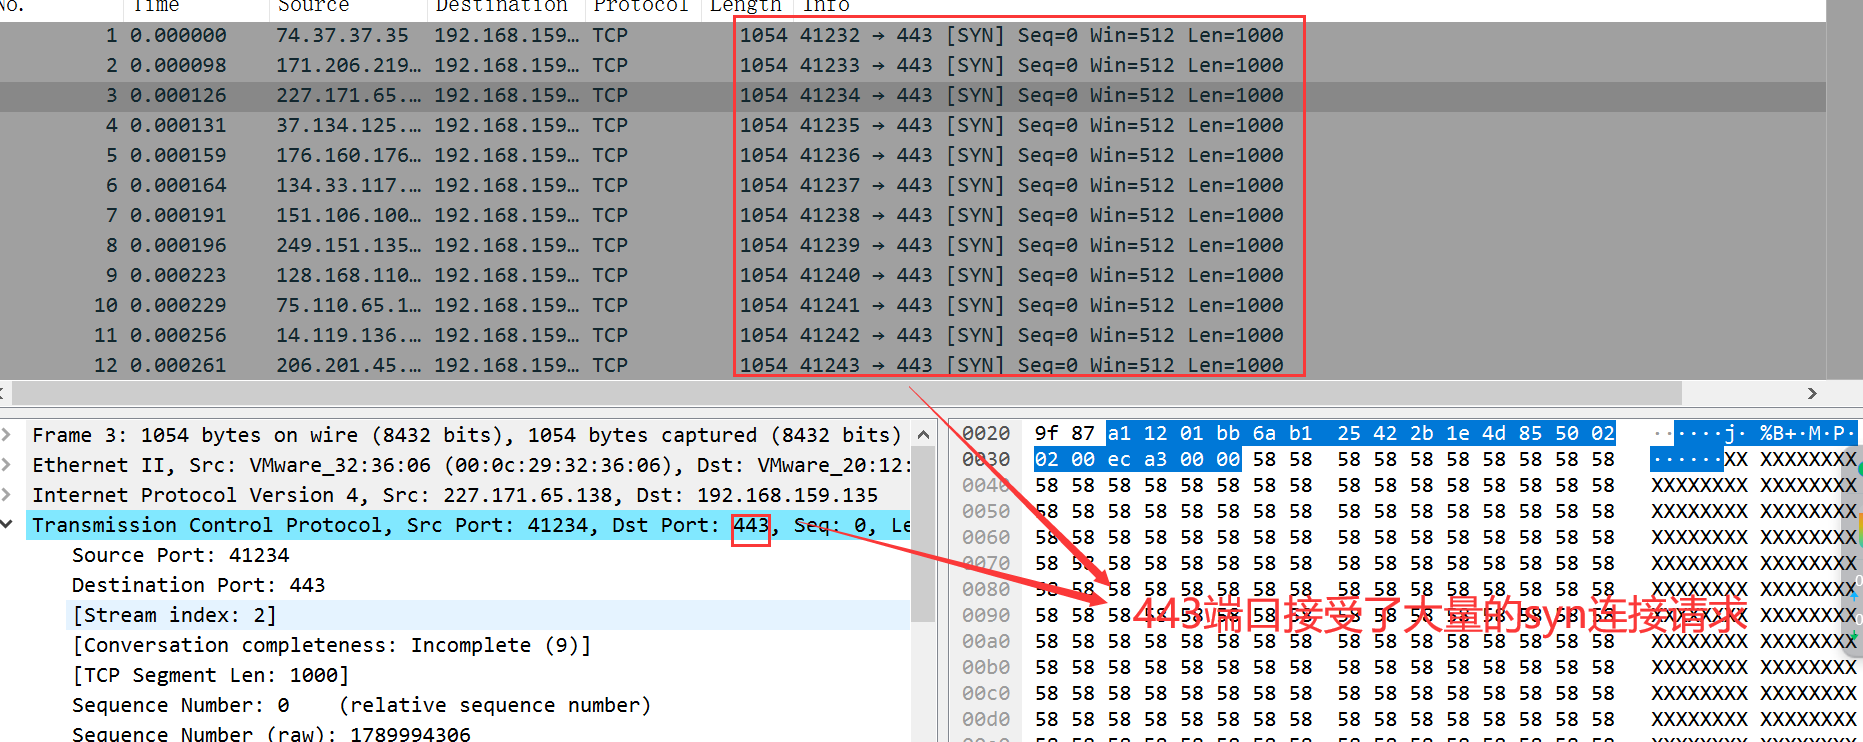 No. Time Source Destination Protocol Length Info
1 0.000000 74.37.37.35 192.168.159… TCP 1054 41232 → 443 [SYN] Seq=0 Win=512 Len=1000
2 0.000098 171.206.219… 192.168.159… TCP 1054 41233 → 443 [SYN] Seq=0 Win=512 Len=1000
3 0.000126 227.171.65.… 192.168.159… TCP 1054 41234 → 443 [SYN] Seq=0 Win=512 Len=1000
4 0.000131 37.134.125.… 192.168.159… TCP 1054 41235 → 443 [SYN] Seq=0 Win=512 Len=1000
5 0.000159 176.160.176… 192.168.159… TCP 1054 41236 → 443 [SYN] Seq=0 Win=512 Len=1000
6 0.000164 134.33.117.… 192.168.159… TCP 1054 41237 → 443 [SYN] Seq=0 Win=512 Len=1000
7 0.000191 151.106.100… 192.168.159… TCP 1054 41238 → 443 [SYN] Seq=0 Win=512 Len=1000
8 0.000196 249.151.135… 192.168.159… TCP 1054 41239 → 443 [SYN] Seq=0 Win=512 Len=1000
9 0.000223 128.168.110… 192.168.159… TCP 1054 41240 → 443 [SYN] Seq=0 Win=512 Len=1000
10 0.000229 75.110.65.1… 192.168.159… TCP 1054 41241 → 443 [SYN] Seq=0 Win=512 Len=1000
11 0.000256 14.119.136.… 192.168.159… TCP 1054 41242 → 443 [SYN] Seq=0 Win=512 Len=1000
12 0.000261 206.201.45.… 192.168.159… TCP 1054 41243 → 443 [SYN] Seq=0 Win=512 Len=1000
Frame 3: 1054 bytes on wire (8432 bits), 1054 bytes captured (8432 bits)
Ethernet II, Src: VMware_32:36:06 (00:0c:29:32:36:06), Dst: VMware_20:12:
Internet Protocol Version 4, Src: 227.171.65.138, Dst: 192.168.159.135
Transmission Control Protocol, Src Port: 41234, Dst Port: 443, Seq: 0, Le
Source Port: 41234
Destination Port: 443
[Stream index: 2]
[Conversation completeness: Incomplete (9)]
[TCP Segment Len: 1000]
Sequence Number: 0 (relative sequence number)
Sequence Number (raw): 1789994306
0020 9f 87 a1 12 01 bb 6a b1 25 42 2b 1e 4d 85 50 02 ······j· %B+·M·P·
0030 02 00 ec a3 00 00 58 58 58 58 58 58 58 58 58 58 ······XX XXXXXXXX
0040 58 58 58 58 58 58 58 58 58 58 58 58 58 58 58 58 XXXXXXXX XXXXXXXX
0050 58 58 58 58 58 58 58 58 58 58 58 58 58 58 58 58 XXXXXXXX XXXXXXXX
0060 58 58 58 58 58 58 58 58 58 58 58 58 58 58 58 58 XXXXXXXX XXXXXXXX
0070 58 58 58 58 58 58 58 58 58 58 58 58 58 58 58 58 XXXXXXXX XXXXXXXX
0080 58 58 58 58 58 58 58 58 58 58 58 58 58 58 58 58 XXXXXXXX XXXXXXXX
0090 58 58 58 58 58 58 58 58 58 58 58 58 58 58 58 58 XXXXXXXX XXXXXXXX
443端口接受了大量的syn连接请求
00a0 58 58 58 58 58 58 58 58 58 58 58 58 58 58 58 58 XXXXXXXX XXXXXXXX
00b0 58 58 58 58 58 58 58 58 58 58 58 58 58 58 58 58 XXXXXXXX XXXXXXXX
00c0 58 58 58 58 58 58 58 58 58 58 58 58 58 58 58 58 XXXXXXXX XXXXXXXX
00d0 58 58 58 58 58 58 58 58 58 58 58 58 58 58 58 58 XXXXXXXX XXXXXXXX